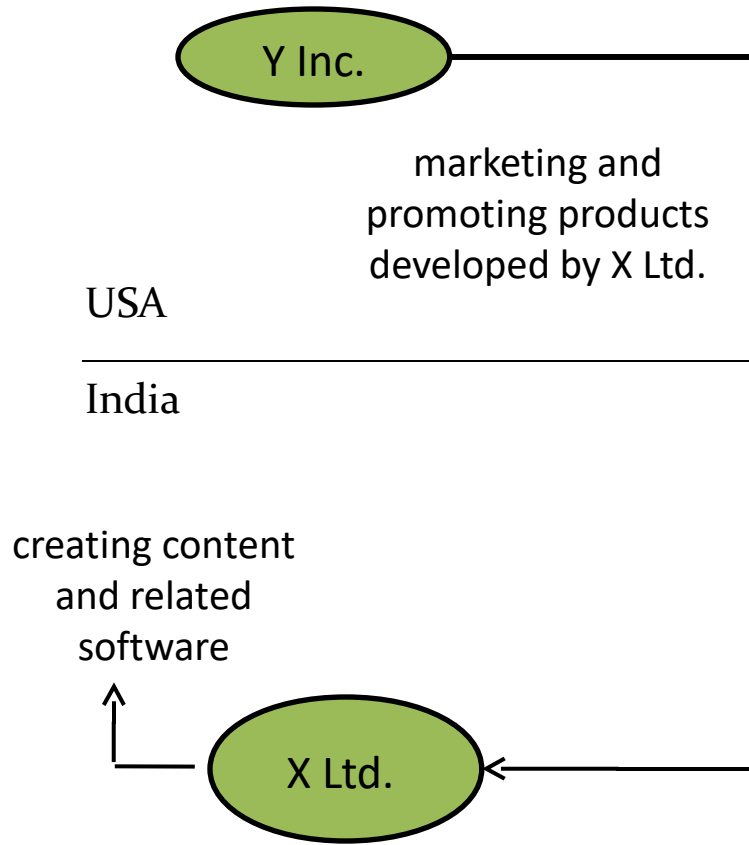 Y Inc.
marketing and
promoting products
developed by X Ltd.
USA
India
creating content
and related
software
X Ltd.